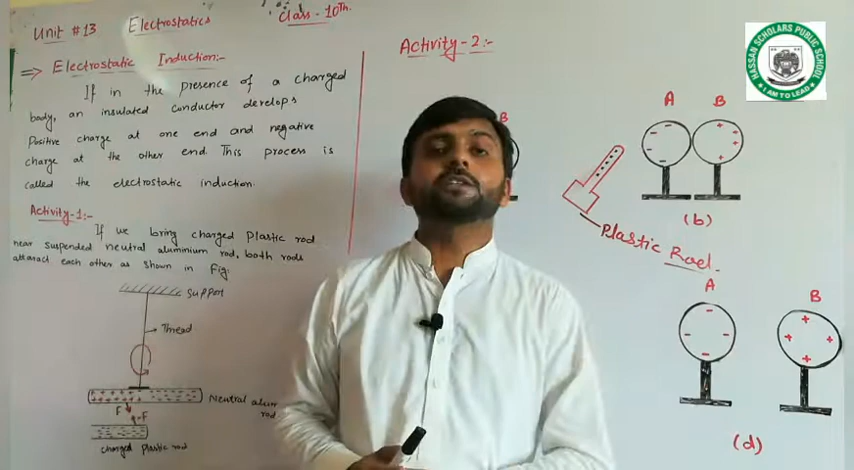 Unit #13 Electrostatics Class-10th.
=> Electrostatic Induction:-
If in the presence of a charged
body, an insulated conductor develops
Positive charge at one end and negative
charge at the other end. This process is
called the electrostatic induction.
Activity-1:-
If we bring charged Plastic rod
near suspended neutral aluminium rod, both rods
attaract each other as shown in Fig:
support
Thread
Neutral
rod
F
-F
charged plastic rod
Activity-2:-
B
A B
(b)
Plastic Rod.
A
B
(d)
HASSAN SCHOLARS PUBLIC SCHOOL
I AM TO LEAD